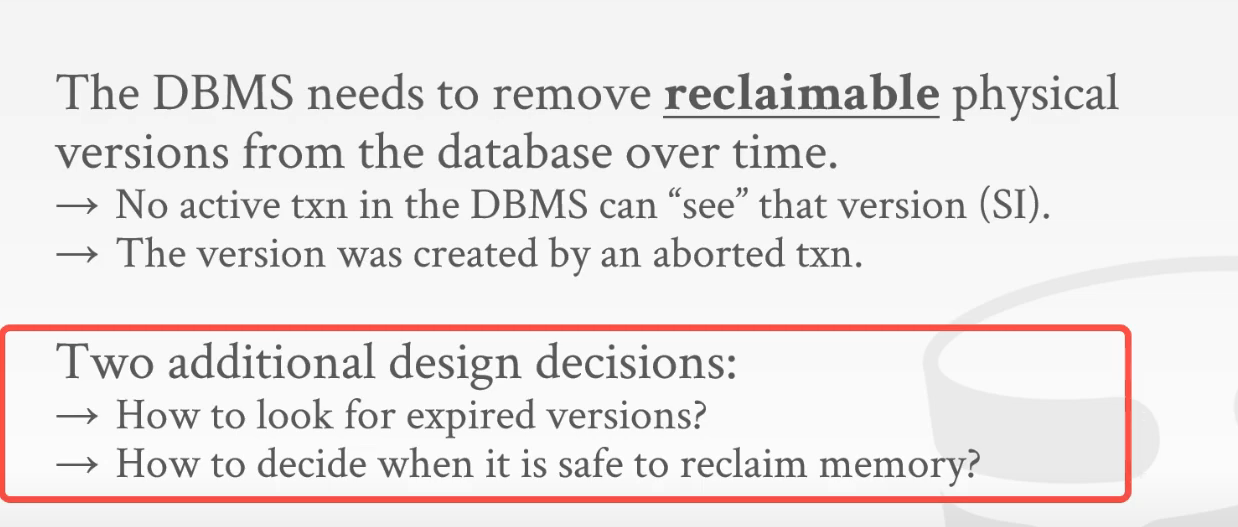 The DBMS needs to remove reclaimable physical
versions from the database over time.
→ No active txn in the DBMS can “see” that version (SI).
→ The version was created by an aborted txn.
Two additional design decisions:
→ How to look for expired versions?
→ How to decide when it is safe to reclaim memory?